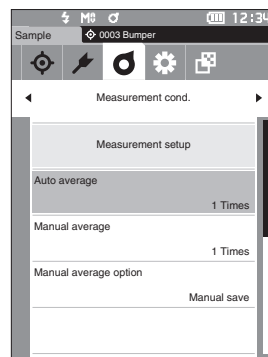 M 12:34
Sample 0003 Bumper
Measurement cond.
Measurement setup
Auto average
1 Times
Manual average
1 Times
Manual average option
Manual save